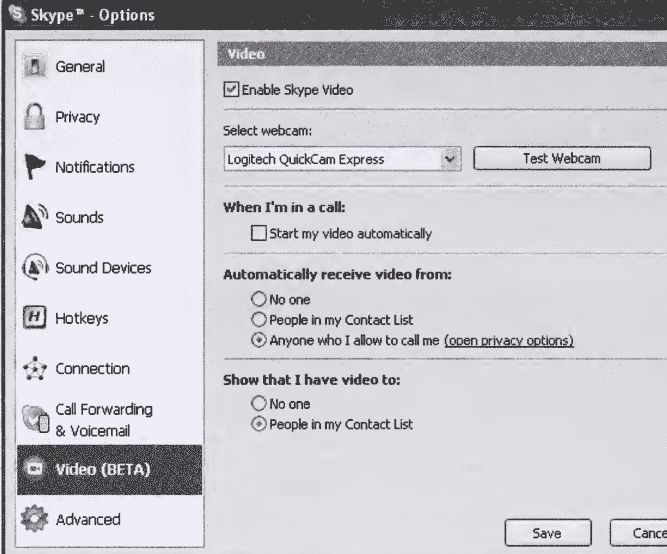 Skype™ - Options
General
Privacy
Notifications
Sounds
Sound Devices
H Hotkeys
Connection
Call Forwarding
& Voicemail
Video (BETA)
Advanced
Video
Enable Skype Video
Select webcam:
Logitech QuickCam Express Test Webcam
When I'm in a call:
Start my video automatically
Automatically receive video from:
No one
People in my Contact List
Anyone who I allow to call me (open privacy options)
Show that I have video to:
No one
People in my Contact List
Save Cance